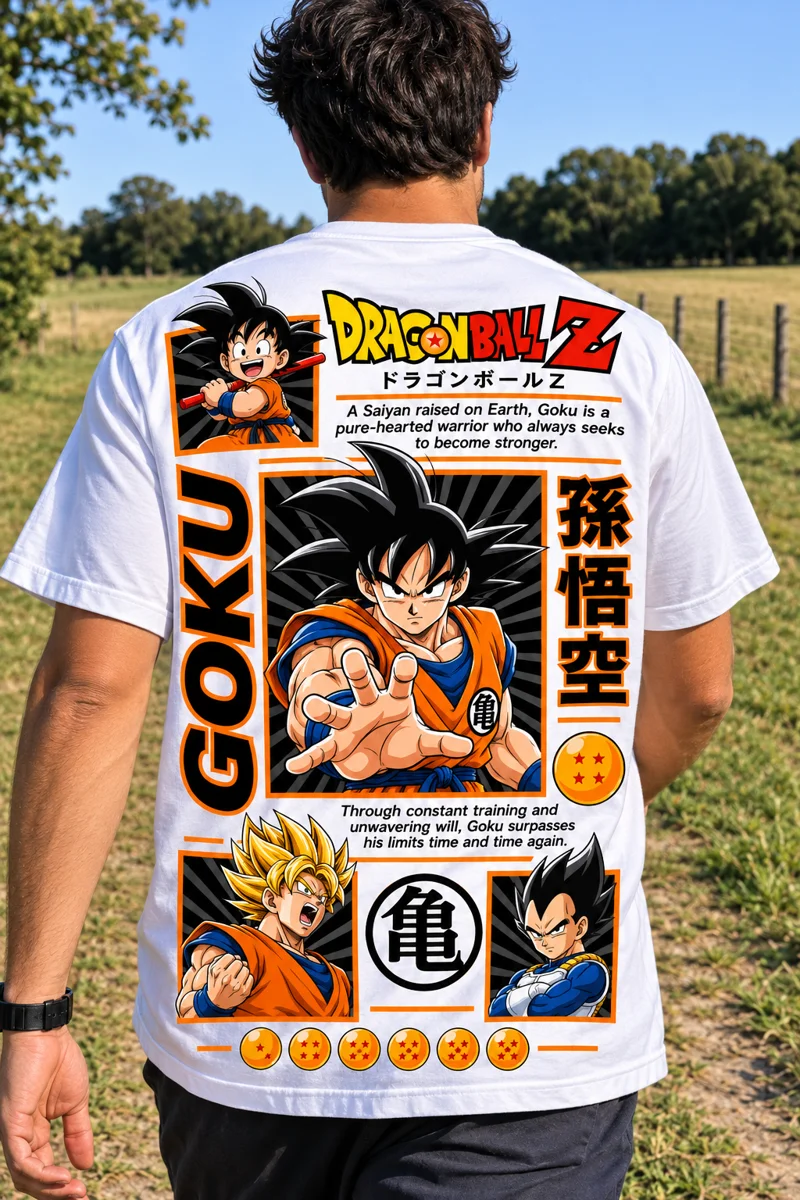 DRAGONBALL Z
ドラゴンボールZ
A Saiyan raised on Earth, Goku is a
pure-hearted warrior who always seeks
to become stronger.
GOKU
孫悟空
亀
Through constant training and
unwavering will, Goku surpasses
his limits time and time again.
亀